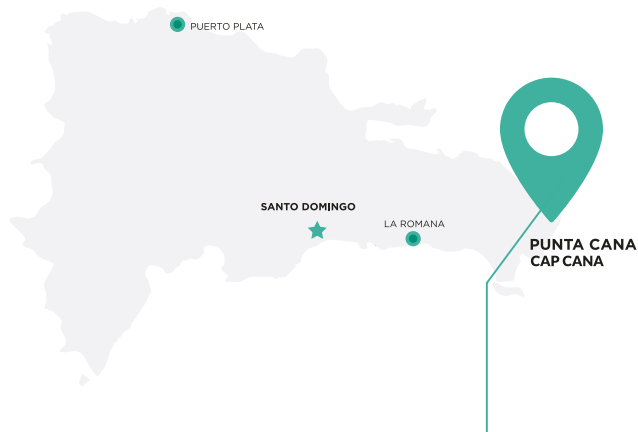 PUERTO PLATA
SANTO DOMINGO
LA ROMANA
PUNTA CANA
CAP CANA